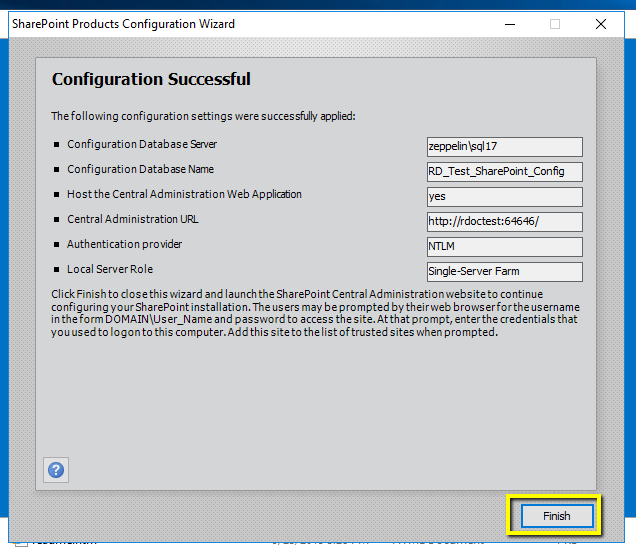 SharePoint Products Configuration Wizard
Configuration Successful
The following configuration settings were successfully applied:
Configuration Database Server zeppelin\sql17
Configuration Database Name RD_Test_SharePoint_Config
Host the Central Administration Web Application yes
Central Administration URL http://rdoctest:64646/
Authentication provider NTLM
Local Server Role Single-Server Farm
Click Finish to close this wizard and launch the SharePoint Central Administration website to continue
configuring your SharePoint installation. The users may be prompted by their web browser for the username
in the form DOMAIN\User_Name and password to access the site. At that prompt, enter the credentials that
you used to logon to this computer. Add this site to the list of trusted sites when prompted.
?
Finish